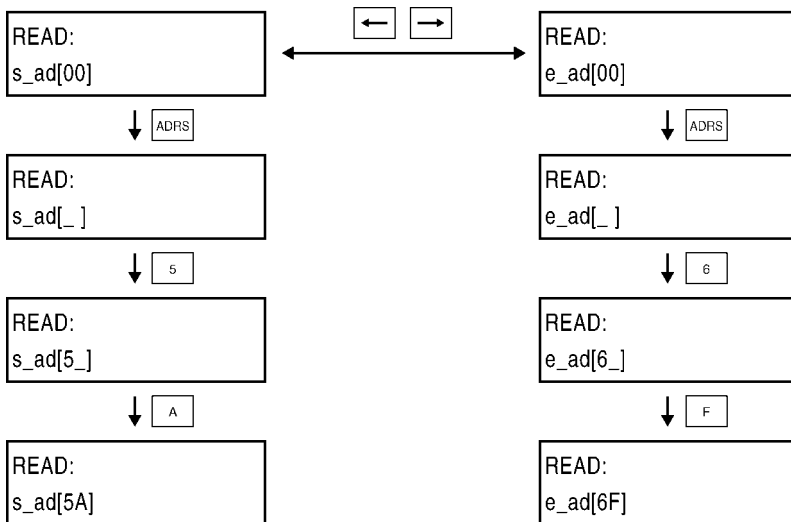 READ:
s_ad[00]
← →
READ:
e_ad[00]
ADRS
ADRS
READ:
s_ad[_ ]
READ:
e_ad[_ ]
5
6
READ:
s_ad[5_]
READ:
e_ad[6_]
A
F
READ:
s_ad[5A]
READ:
e_ad[6F]